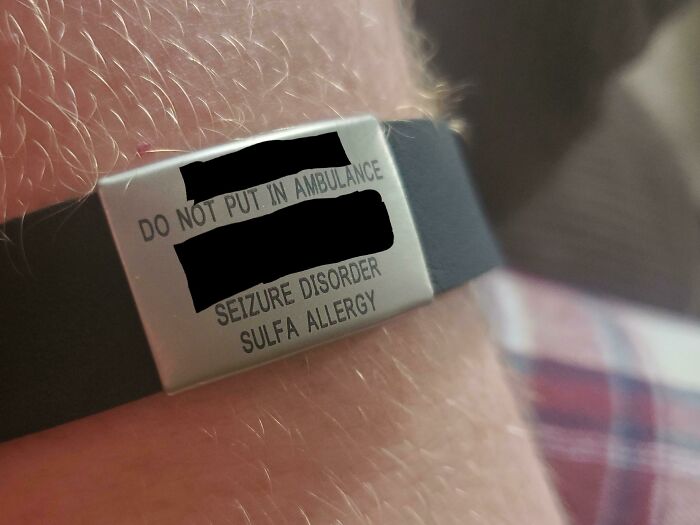 DO NOT PUT IN AMBULANCE
SEIZURE DISORDER
SULFA ALLERGY